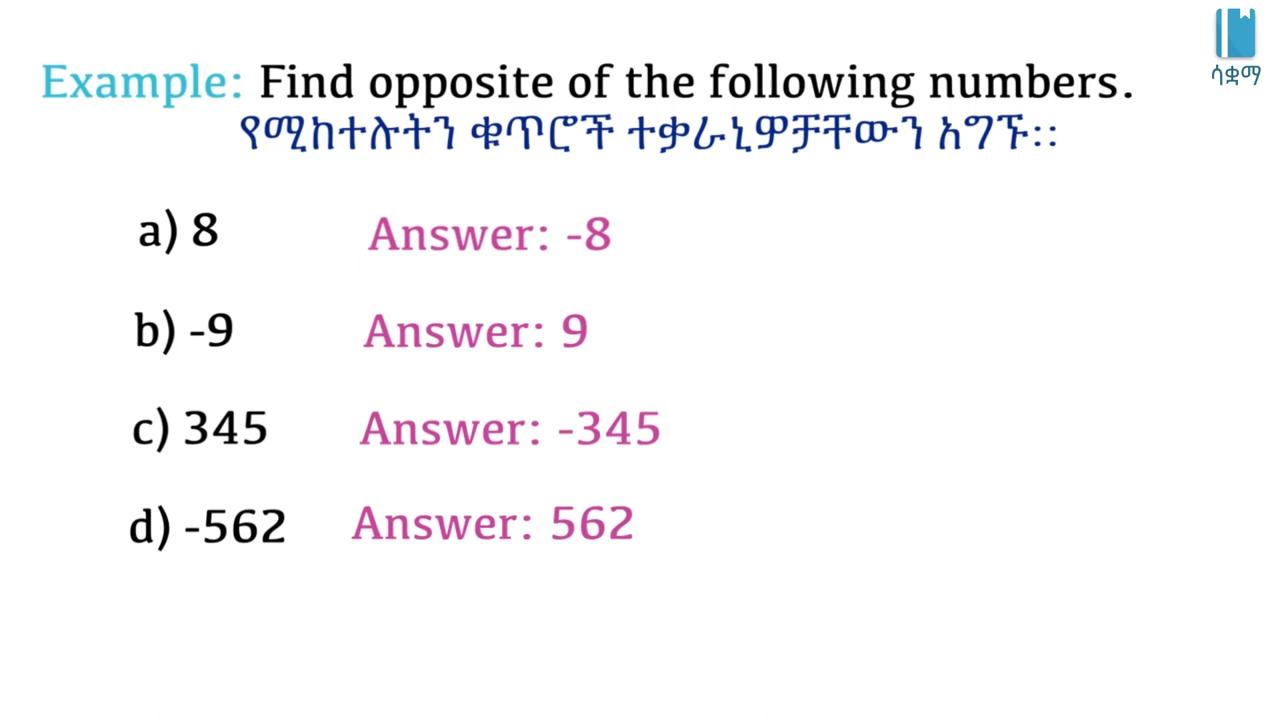 ሳቋማ
Example: Find opposite of the following numbers.
የሚከተሉትን ቁጥሮች ተቃራኒዎቻቸውን አግኙ::
a) 8 Answer: -8
b) -9 Answer: 9
c) 345 Answer: -345
d) -562 Answer: 562